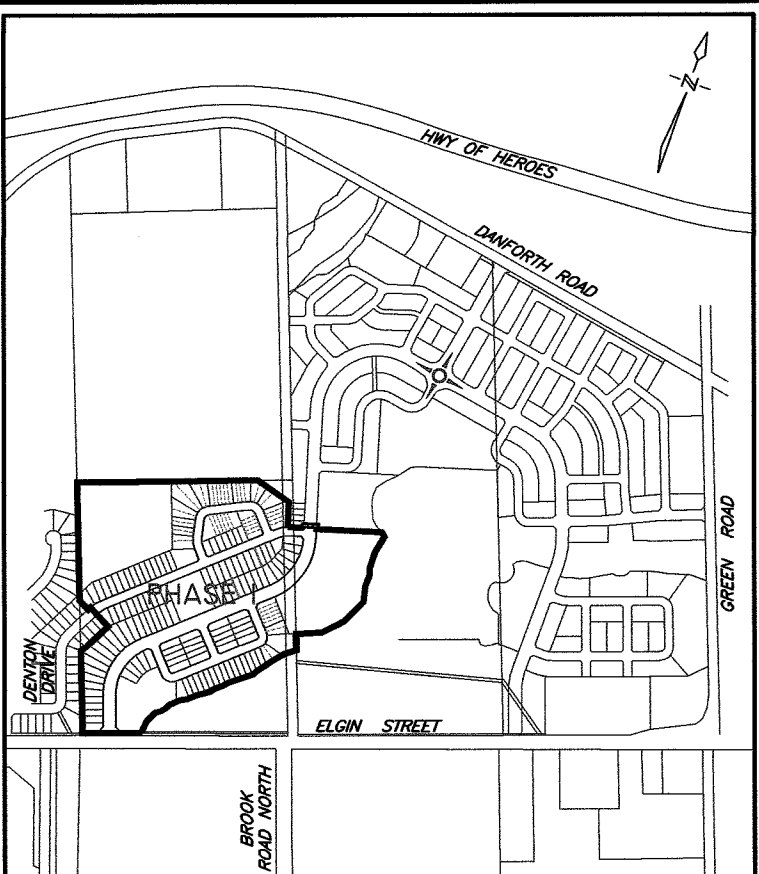 N
HWY OF HEROES
DANFORTH ROAD
GREEN ROAD
PHASE 1
DENTON
DRIVE
ELGIN STREET
BROOK
ROAD NORTH